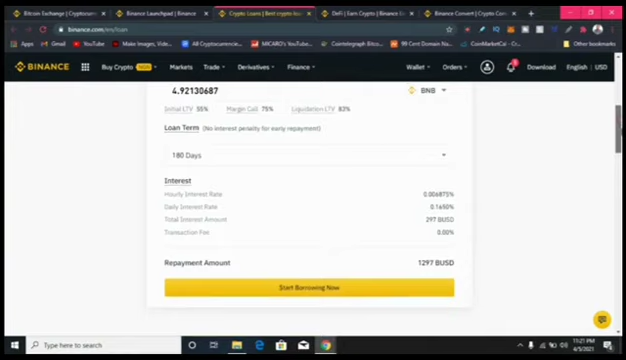 Bitcoin Exchange | Cryptocurr
Binance Launchpad | Binance
Crypto Loans | Best crypto loa
DeFi | Earn Crypto | Binance E
Binance Convert | Crypto Con
binance.com/en/loan
Apps
Gmail
YouTube
Make Images, Video
All Cryptocurrencie
MICARO's YouTube
Cointelegraph Bitcoi
99 Cent Domain Na
CoinMarketCap
Other bookmarks
BINANCE
Buy Crypto
Markets
Trade
Derivatives
Finance
Wallet
Orders
Download
English | USD
4.92130687
BNB
Initial LTV 55% Margin Call 75% Liquidation LTV 83%
Loan Term (No interest penalty for early repayment)
180 Days
Interest
Hourly Interest Rate 0.006875%
Daily Interest Rate 0.1650%
Total Interest Amount 297 BUSD
Transaction Fee 0.00%
Repayment Amount 1297 BUSD
Start Borrowing Now
Type here to search
11:21 PM
4/5/2021